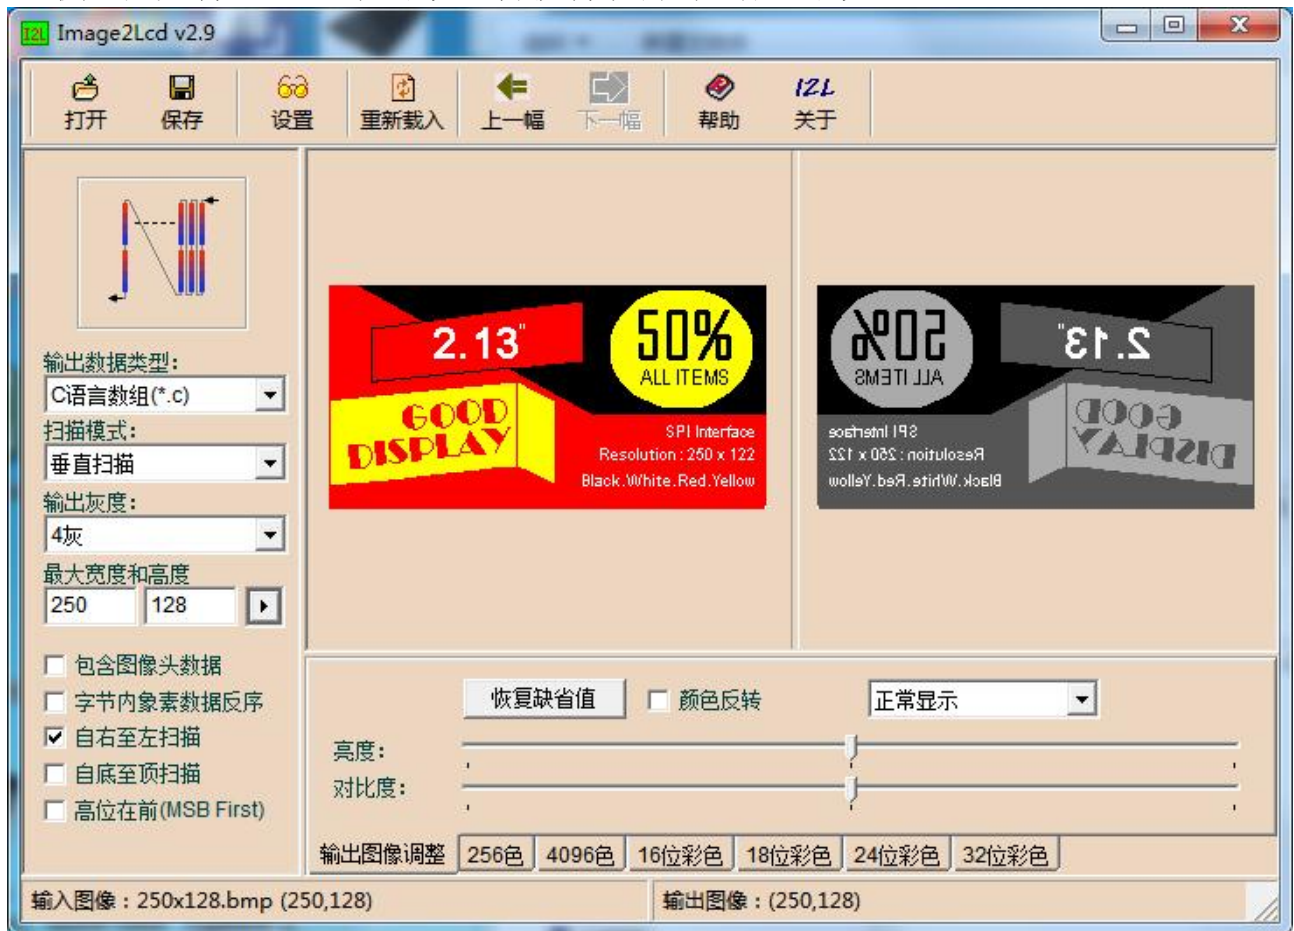 I2L Image2Lcd v2.9
打开 保存 设置 重新载入 上一幅 下一幅 帮助 I2L 关于
输出数据类型:
C语言数组(*.c)
扫描模式:
垂直扫描
输出灰度:
4灰
最大宽度和高度
250 128
包含图像头数据
字节内象素数据反序
自右至左扫描
自底至顶扫描
高位在前(MSB First)
2.13"
50%
ALL ITEMS
GOOD
DISPLAY
SPI Interface
Resolution : 250 x 122
Black.White.Red.Yellow
2.13"
50%
ALL ITEMS
GOOD
DISPLAY
SPI Interface
Resolution : 250 x 122
Black.White.Red.Yellow
恢复缺省值 颜色反转 正常显示
亮度:
对比度:
输出图像调整 256色 4096色 16位彩色 18位彩色 24位彩色 32位彩色
输入图像:250x128.bmp (250,128) 输出图像:(250,128)